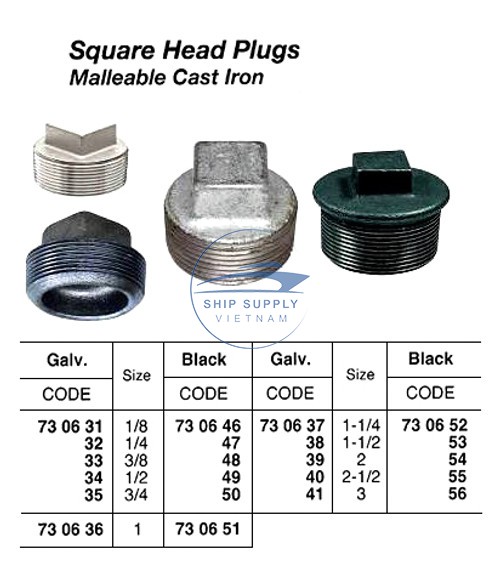 Square Head Plugs
Malleable Cast Iron
SHIP SUPPLY
VIETNAM
Galv. Size Black Galv. Size Black
CODE CODE CODE CODE
73 06 31 1/8 73 06 46 73 06 37 1-1/4 73 06 52
32 1/4 47 38 1-1/2 53
33 3/8 48 39 2 54
34 1/2 49 40 2-1/2 55
35 3/4 50 41 3 56
73 06 36 1 73 06 51